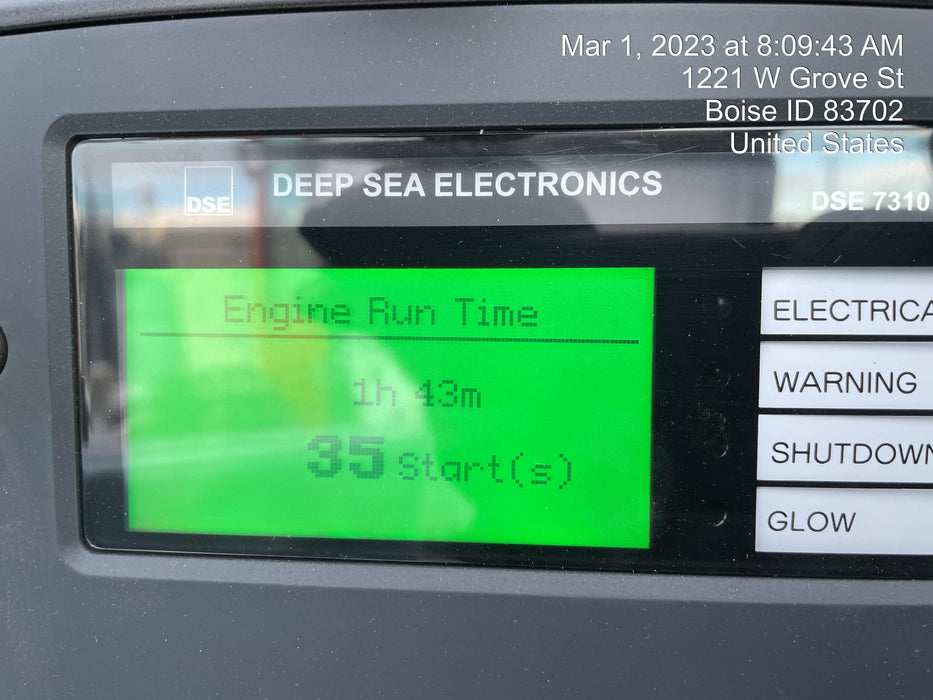 Mar 1, 2023 at 8:09:43 AM
1221 W Grove St
Boise ID 83702
United States
DSE
DEEP SEA ELECTRONICS
DSE 7310
Engine Run Time
1h 43m
35 Start(s)
ELECTRICA
WARNING
SHUTDOWN
GLOW